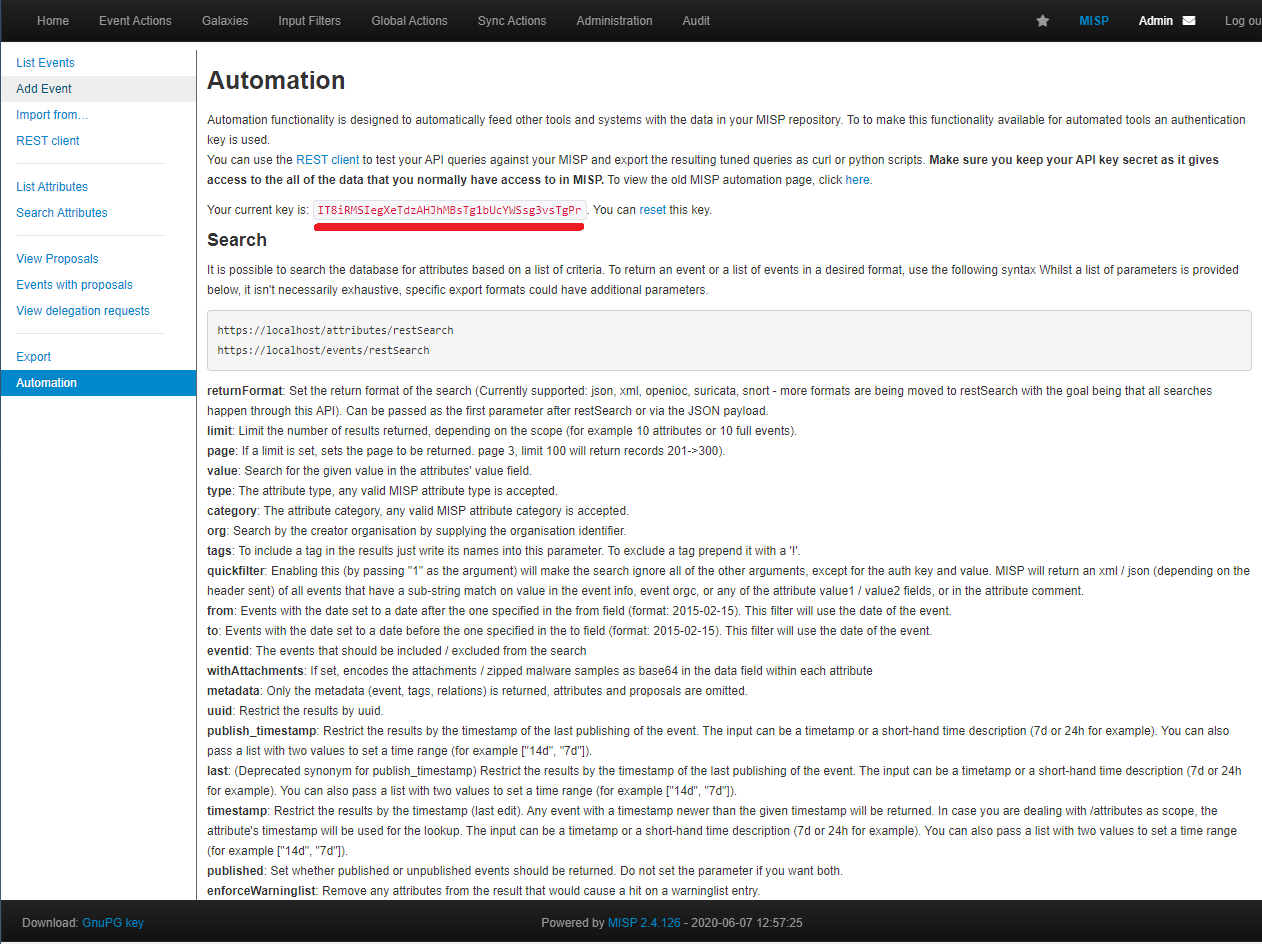 Home Event Actions Galaxies Input Filters Global Actions Sync Actions Administration Audit MISP Admin Log ou
List Events
Add Event
Import from…
REST client
List Attributes
Search Attributes
View Proposals
Events with proposals
View delegation requests
Export
Automation
Automation
Automation functionality is designed to automatically feed other tools and systems with the data in your MISP repository. To to make this functionality available for automated tools an authentication
key is used.
You can use the REST client to test your API queries against your MISP and export the resulting tuned queries as curl or python scripts. Make sure you keep your API key secret as it gives
access to the all of the data that you normally have access to in MISP. To view the old MISP automation page, click here.
Your current key is: IT8iRMSIegXeTdzAHJhMBsTg1bUcYWSsg3vsTgPr. You can reset this key.
Search
It is possible to search the database for attributes based on a list of criteria. To return an event or a list of events in a desired format, use the following syntax Whilst a list of parameters is provided
below, it isn't necessarily exhaustive, specific export formats could have additional parameters.
https://localhost/attributes/restSearch
https://localhost/events/restSearch
returnFormat: Set the return format of the search (Currently supported: json, xml, openioc, suricata, snort - more formats are being moved to restSearch with the goal being that all searches
happen through this API). Can be passed as the first parameter after restSearch or via the JSON payload.
limit: Limit the number of results returned, depending on the scope (for example 10 attributes or 10 full events).
page: If a limit is set, sets the page to be returned. page 3, limit 100 will return records 201->300).
value: Search for the given value in the attributes' value field.
type: The attribute type, any valid MISP attribute type is accepted.
category: The attribute category, any valid MISP attribute category is accepted.
org: Search by the creator organisation by supplying the organisation identifier.
tags: To include a tag in the results just write its names into this parameter. To exclude a tag prepend it with a '!'.
quickfilter: Enabling this (by passing "1" as the argument) will make the search ignore all of the other arguments, except for the auth key and value. MISP will return an xml / json (depending on the
header sent) of all events that have a sub-string match on value in the event info, event orgc, or any of the attribute value1 / value2 fields, or in the attribute comment.
from: Events with the date set to a date after the one specified in the from field (format: 2015-02-15). This filter will use the date of the event.
to: Events with the date set to a date before the one specified in the to field (format: 2015-02-15). This filter will use the date of the event.
eventid: The events that should be included / excluded from the search
withAttachments: If set, encodes the attachments / zipped malware samples as base64 in the data field within each attribute
metadata: Only the metadata (event, tags, relations) is returned, attributes and proposals are omitted.
uuid: Restrict the results by uuid.
publish_timestamp: Restrict the results by the timestamp of the last publishing of the event. The input can be a timetamp or a short-hand time description (7d or 24h for example). You can also
pass a list with two values to set a time range (for example ["14d", "7d"]).
last: (Deprecated synonym for publish_timestamp) Restrict the results by the timestamp of the last publishing of the event. The input can be a timetamp or a short-hand time description (7d or 24h
for example). You can also pass a list with two values to set a time range (for example ["14d", "7d"]).
timestamp: Restrict the results by the timestamp (last edit). Any event with a timestamp newer than the given timestamp will be returned. In case you are dealing with /attributes as scope, the
attribute's timestamp will be used for the lookup. The input can be a timetamp or a short-hand time description (7d or 24h for example). You can also pass a list with two values to set a time range
(for example ["14d", "7d"]).
published: Set whether published or unpublished events should be returned. Do not set the parameter if you want both.
enforceWarninglist: Remove any attributes from the result that would cause a hit on a warninglist entry.
Download: GnuPG key Powered by MISP 2.4.126 - 2020-06-07 12:57:25